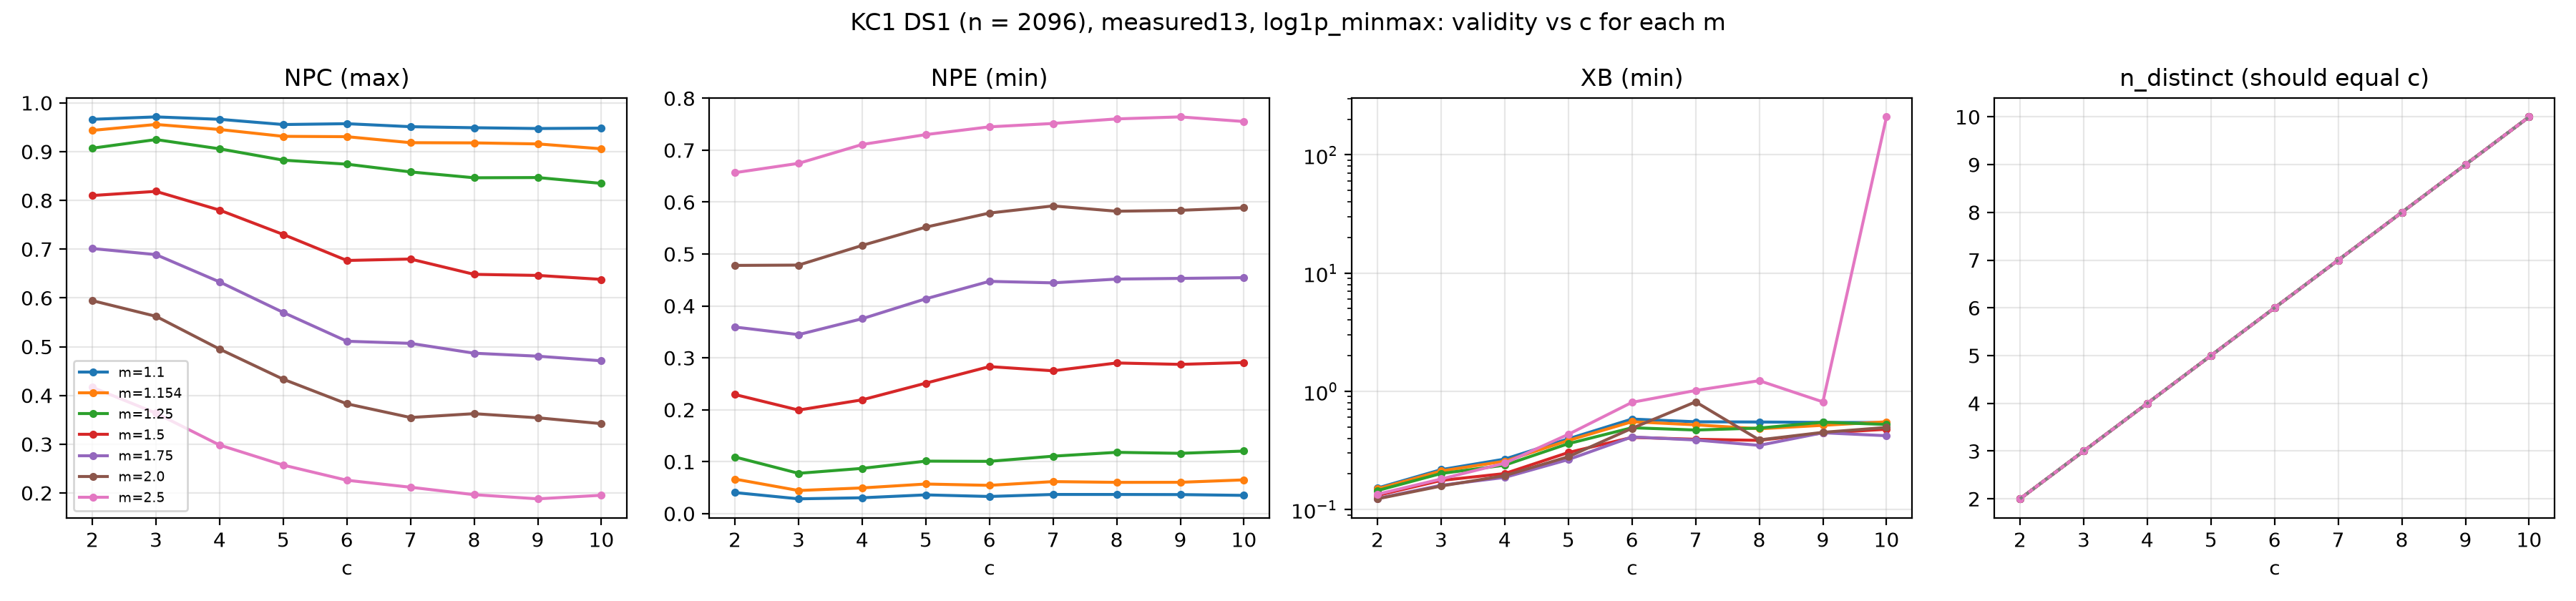 KC1 DS1 (n = 2096), measured13, log1p_minmax: validity vs c for each m
NPC (max)
1.0
0.9
0.8
0.7
0.6
0.5
0.4
0.3
0.2
m=1.1
m=1.154
m=1.25
m=1.5
m=1.75
m=2.0
m=2.5
2 3 4 5 6 7 8 9 10
c
NPE (min)
0.8
0.7
0.6
0.5
0.4
0.3
0.2
0.1
0.0
2 3 4 5 6 7 8 9 10
c
XB (min)
10²
10¹
10⁰
10⁻¹
2 3 4 5 6 7 8 9 10
c
n_distinct (should equal c)
10
9
8
7
6
5
4
3
2
2 3 4 5 6 7 8 9 10
c